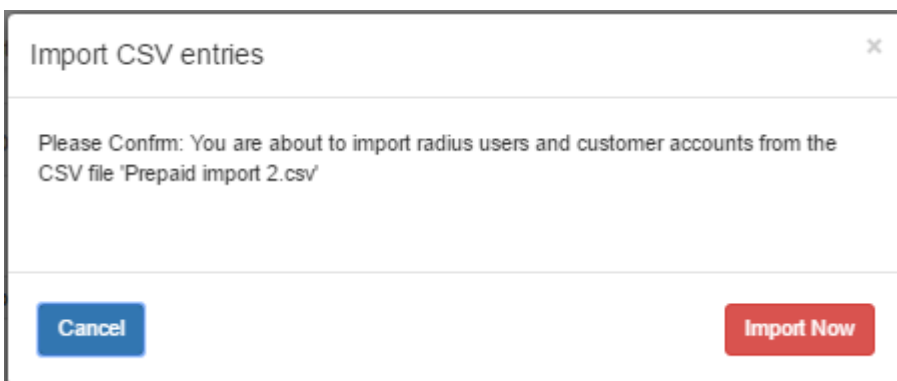 Import CSV entries
×
Please Confrm: You are about to import radius users and customer accounts from the
CSV file 'Prepaid import 2.csv'
Cancel
Import Now